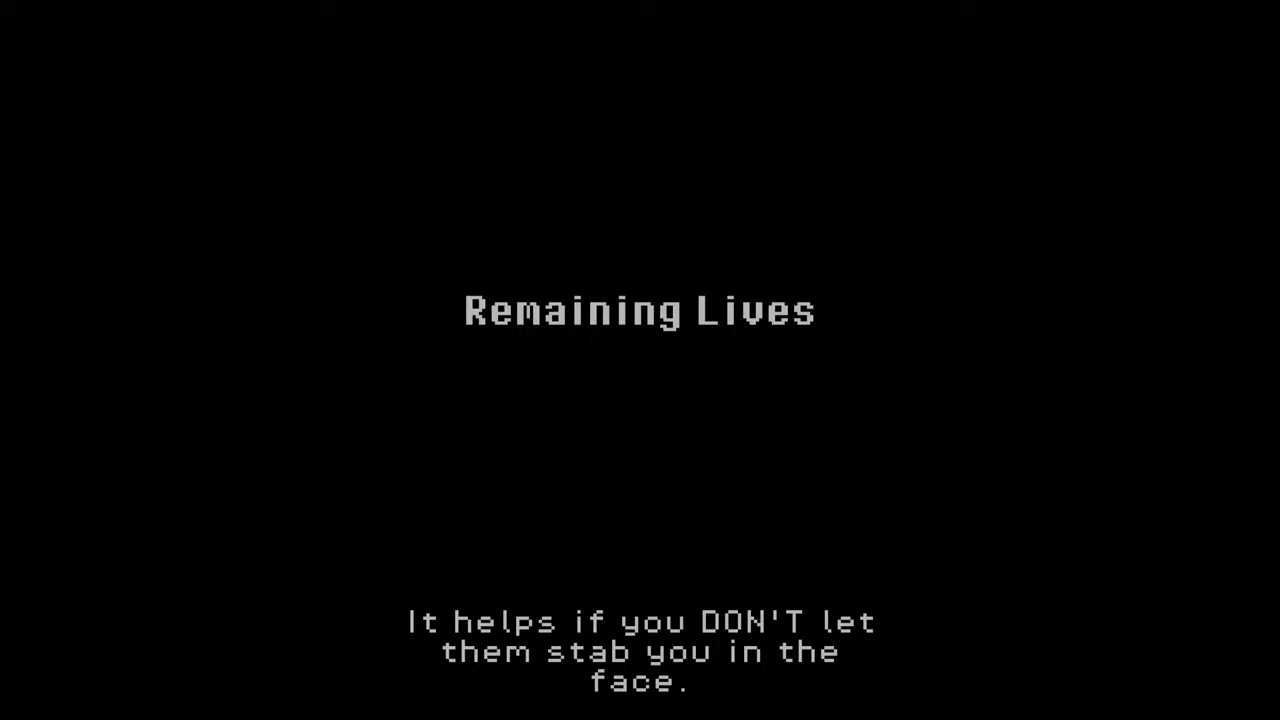 Remaining Lives
It helps if you DON'T let
them stab you in the
face.